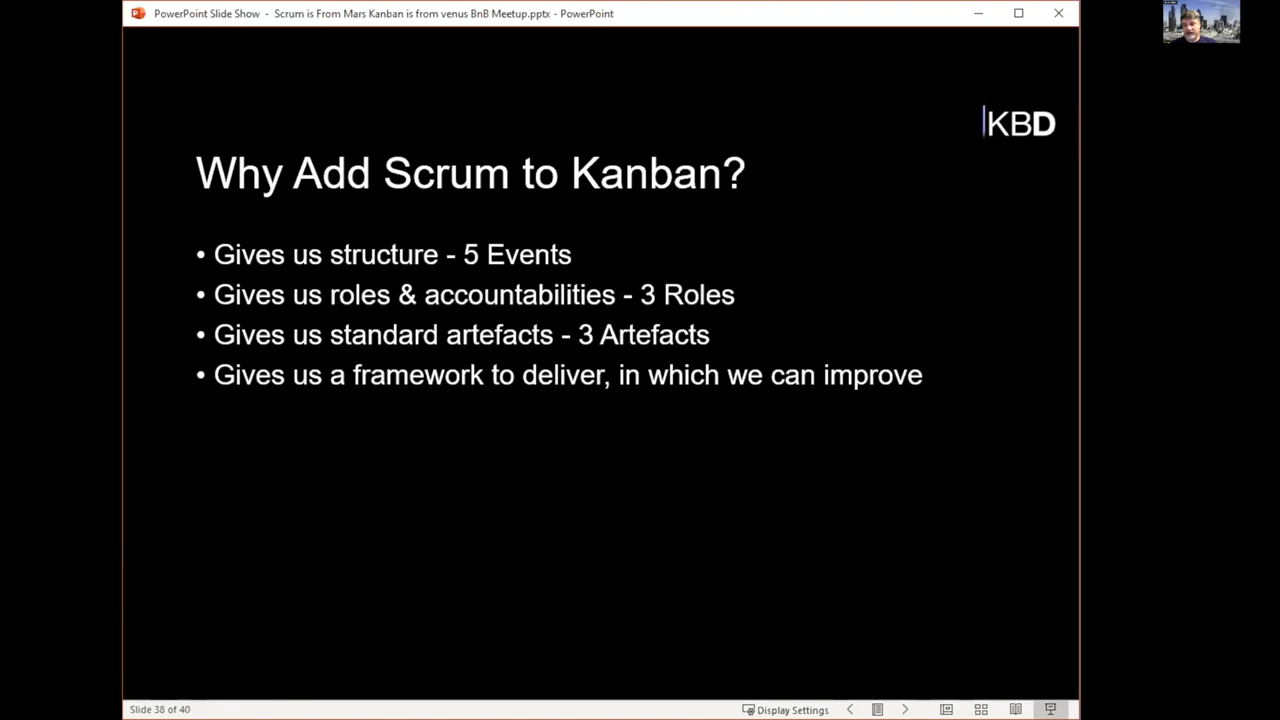 PowerPoint Slide Show - Scrum is From Mars Kanban is from venus BnB Meetup.pptx - PowerPoint
KBD
Why Add Scrum to Kanban?
• Gives us structure - 5 Events
• Gives us roles & accountabilities - 3 Roles
• Gives us standard artefacts - 3 Artefacts
• Gives us a framework to deliver, in which we can improve
Slide 38 of 40
Display Settings